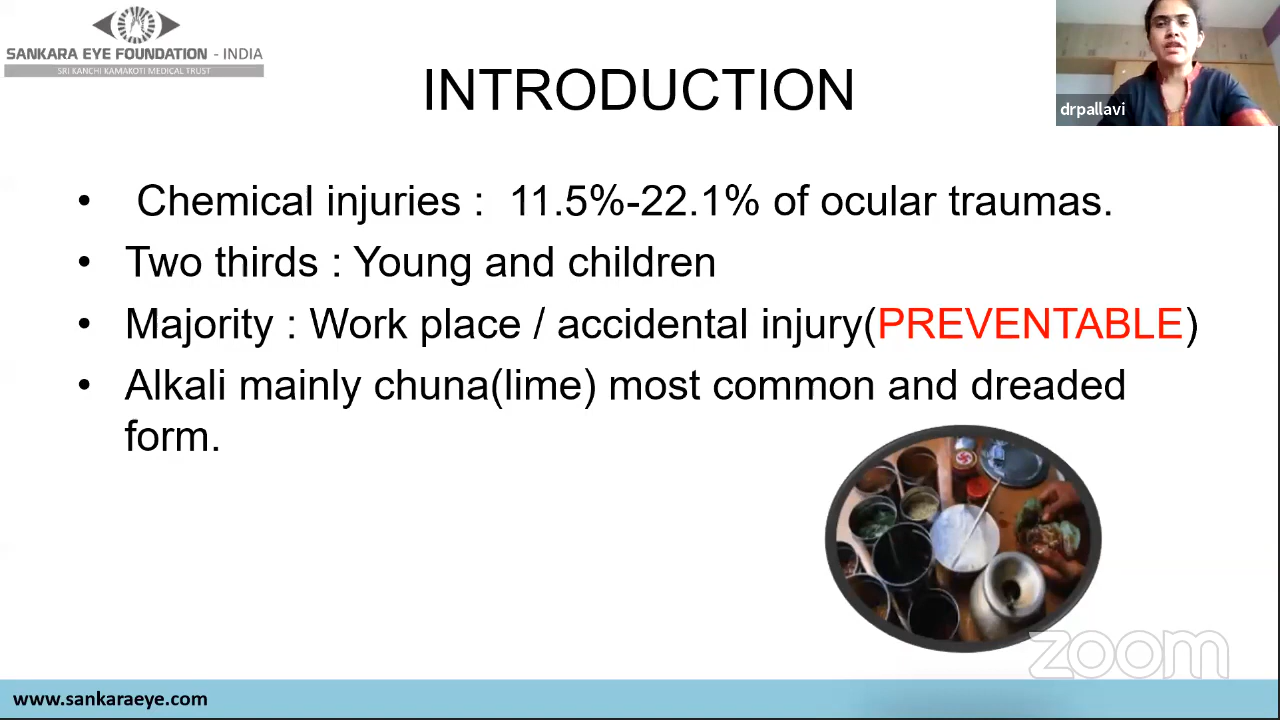 SANKARA EYE FOUNDATION - INDIA
SRI KANCHI KAMAKOTI MEDICAL TRUST
INTRODUCTION
drpallavi
• Chemical injuries : 11.5%-22.1% of ocular traumas.
• Two thirds : Young and children
• Majority : Work place / accidental injury(PREVENTABLE)
• Alkali mainly chuna(lime) most common and dreaded
form.
zoom
www.sankaraeye.com